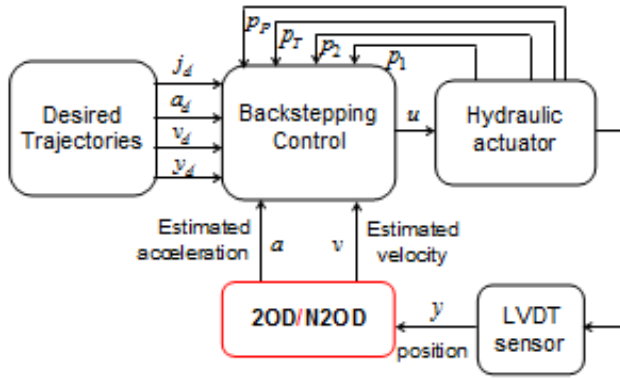 p_P
p_T
p_2
p_1
j_d
a_d
v_d
y_d
Desired
Trajectories
Backstepping
Control
u
Hydraulic
actuator
Estimated
acceleration
a
v
Estimated
velocity
2OD/N2OD
y
position
LVDT
sensor